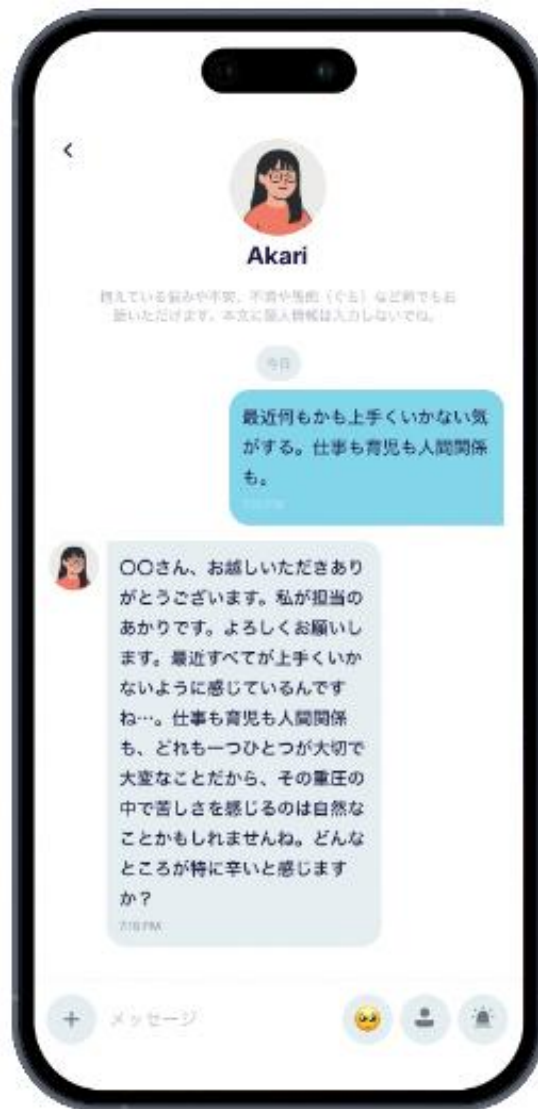 Akari
抱えている悩みや不安、不満や愚痴（ぐち）など何でもお
聴いただけます。本文に個人情報は入力しないでね。
今日
最近何もかも上手くいかない気
がする。仕事も育児も人間関係
も。
〇〇さん、お越しいただきあり
がとうございます。私が担当の
あかりです。よろしくお願いし
ます。最近すべてが上手くいか
ないように感じているんです
ね…。仕事も育児も人間関係
も、どれも一つひとつが大切で
大変なことだから、その重圧の
中で苦しさを感じるのは自然な
ことかもしれませんね。どんな
ところが特に辛いと感じます
か？
7:10 PM
メッセージ